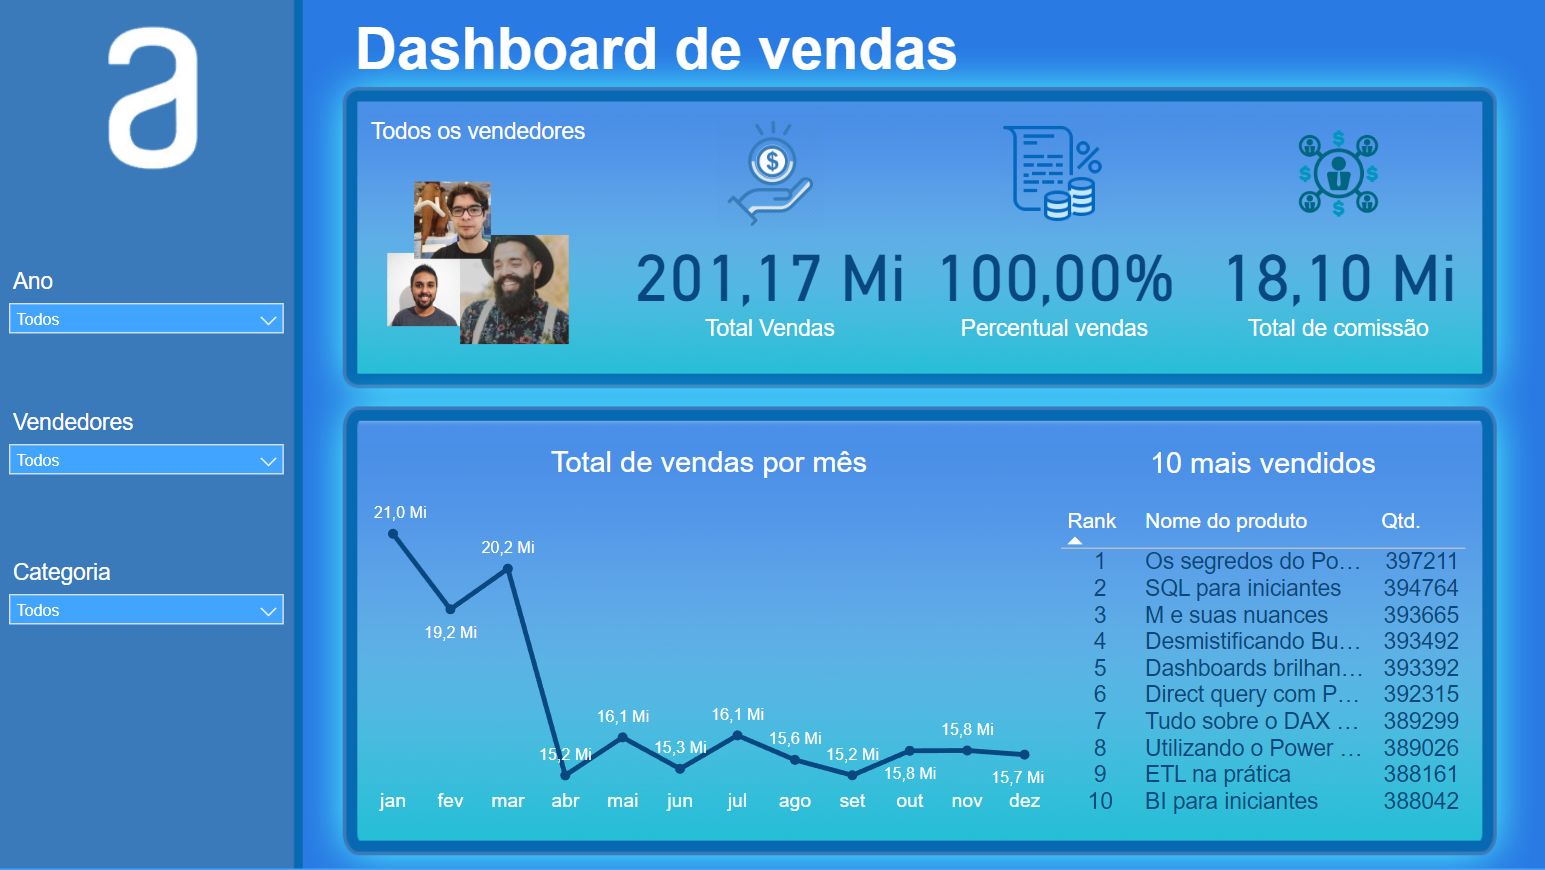 a
Dashboard de vendas
Ano
Todos
Vendedores
Todos
Categoria
Todos
Todos os vendedores
201,17 Mi
Total Vendas
100,00%
Percentual vendas
18,10 Mi
Total de comissão
Total de vendas por mês
21,0 Mi
19,2 Mi
20,2 Mi
15,2 Mi
16,1 Mi
15,3 Mi
16,1 Mi
15,6 Mi
15,2 Mi
15,8 Mi
15,8 Mi
15,7 Mi
jan fev mar abr mai jun jul ago set out nov dez
10 mais vendidos
Rank Nome do produto Qtd.
1 Os segredos do Po... 397211
2 SQL para iniciantes 394764
3 M e suas nuances 393665
4 Desmistificando Bu... 393492
5 Dashboards brilhan... 393392
6 Direct query com P... 392315
7 Tudo sobre o DAX ... 389299
8 Utilizando o Power ... 389026
9 ETL na prática 388161
10 BI para iniciantes 388042